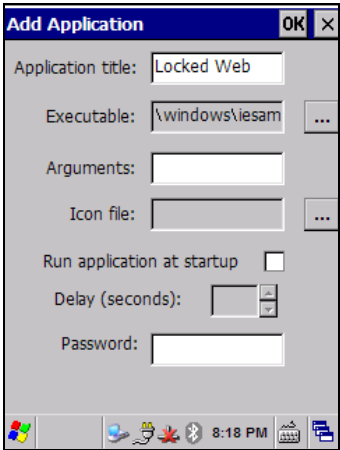 Add Application OK ×
Application title: Locked Web
Executable: \windows\iesam ...
Arguments:
Icon file: ...
Run application at startup
Delay (seconds):
Password:
8:18 PM